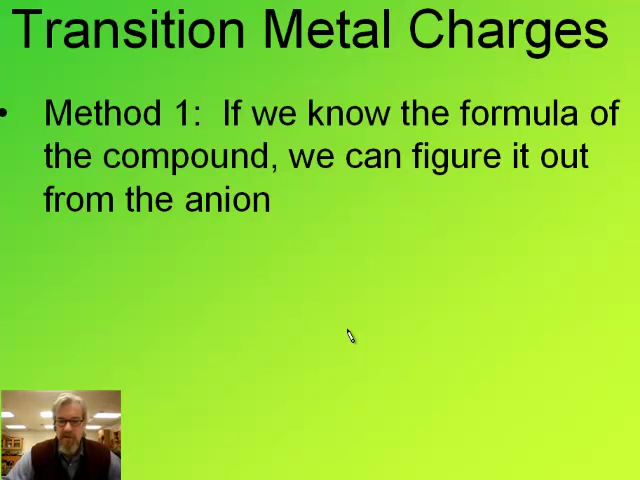 Transition Metal Charges
• Method 1: If we know the formula of
the compound, we can figure it out
from the anion